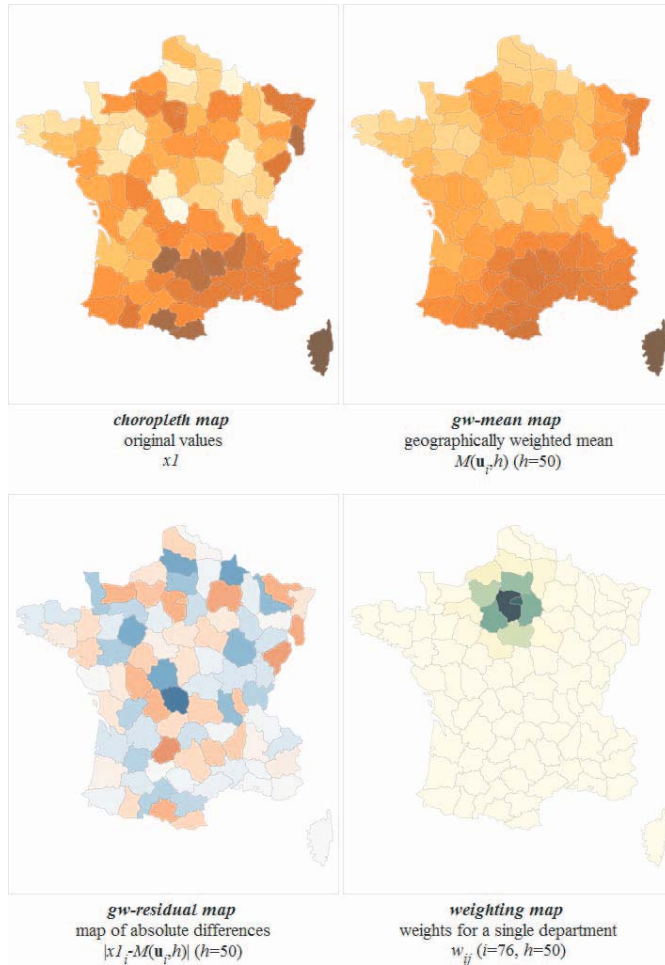 choropleth map
original values
x1
gw-mean map
geographically weighted mean
M(uᵢ,h) (h=50)
gw-residual map
map of absolute differences
|x1ᵢ-M(uᵢ,h)| (h=50)
weighting map
weights for a single department
wᵢⱼ (i=76, h=50)